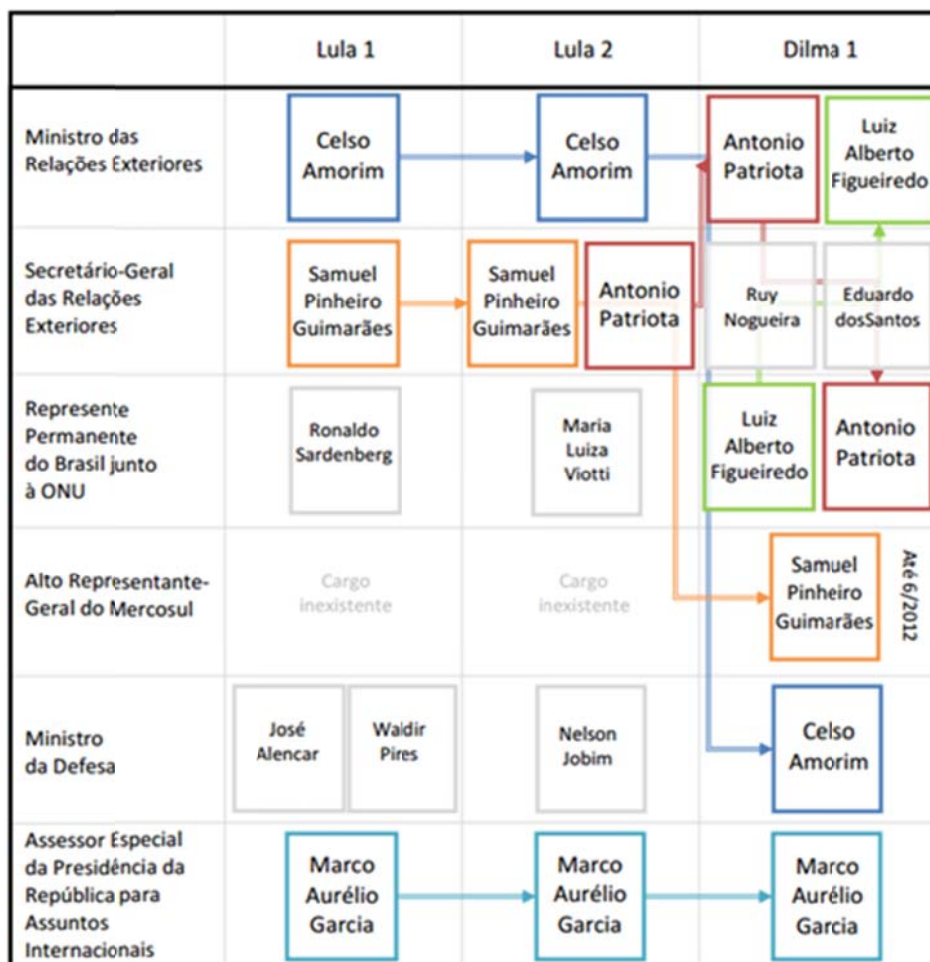 Lula 1
Lula 2
Dilma 1
Ministro das
Relações Exteriores
Celso
Amorim
Celso
Amorim
Antonio
Patriota
Luiz
Alberto
Figueiredo
Secretário-Geral
das Relações
Exteriores
Samuel
Pinheiro
Guimarães
Samuel
Pinheiro
Guimarães
Antonio
Patriota
Ruy
Nogueira
Eduardo
dosSantos
Represente
Permanente
do Brasil junto
à ONU
Ronaldo
Sardenberg
Maria
Luiza
Viotti
Luiz
Alberto
Figueiredo
Antonio
Patriota
Alto Representante-
Geral do Mercosul
Cargo
inexistente
Cargo
inexistente
Samuel
Pinheiro
Guimarães
Até 6/2012
Ministro
da Defesa
José
Alencar
Waldir
Pires
Nelson
Jobim
Celso
Amorim
Assessor Especial
da Presidência da
República para
Assuntos
Internacionais
Marco
Aurélio
Garcia
Marco
Aurélio
Garcia
Marco
Aurélio
Garcia